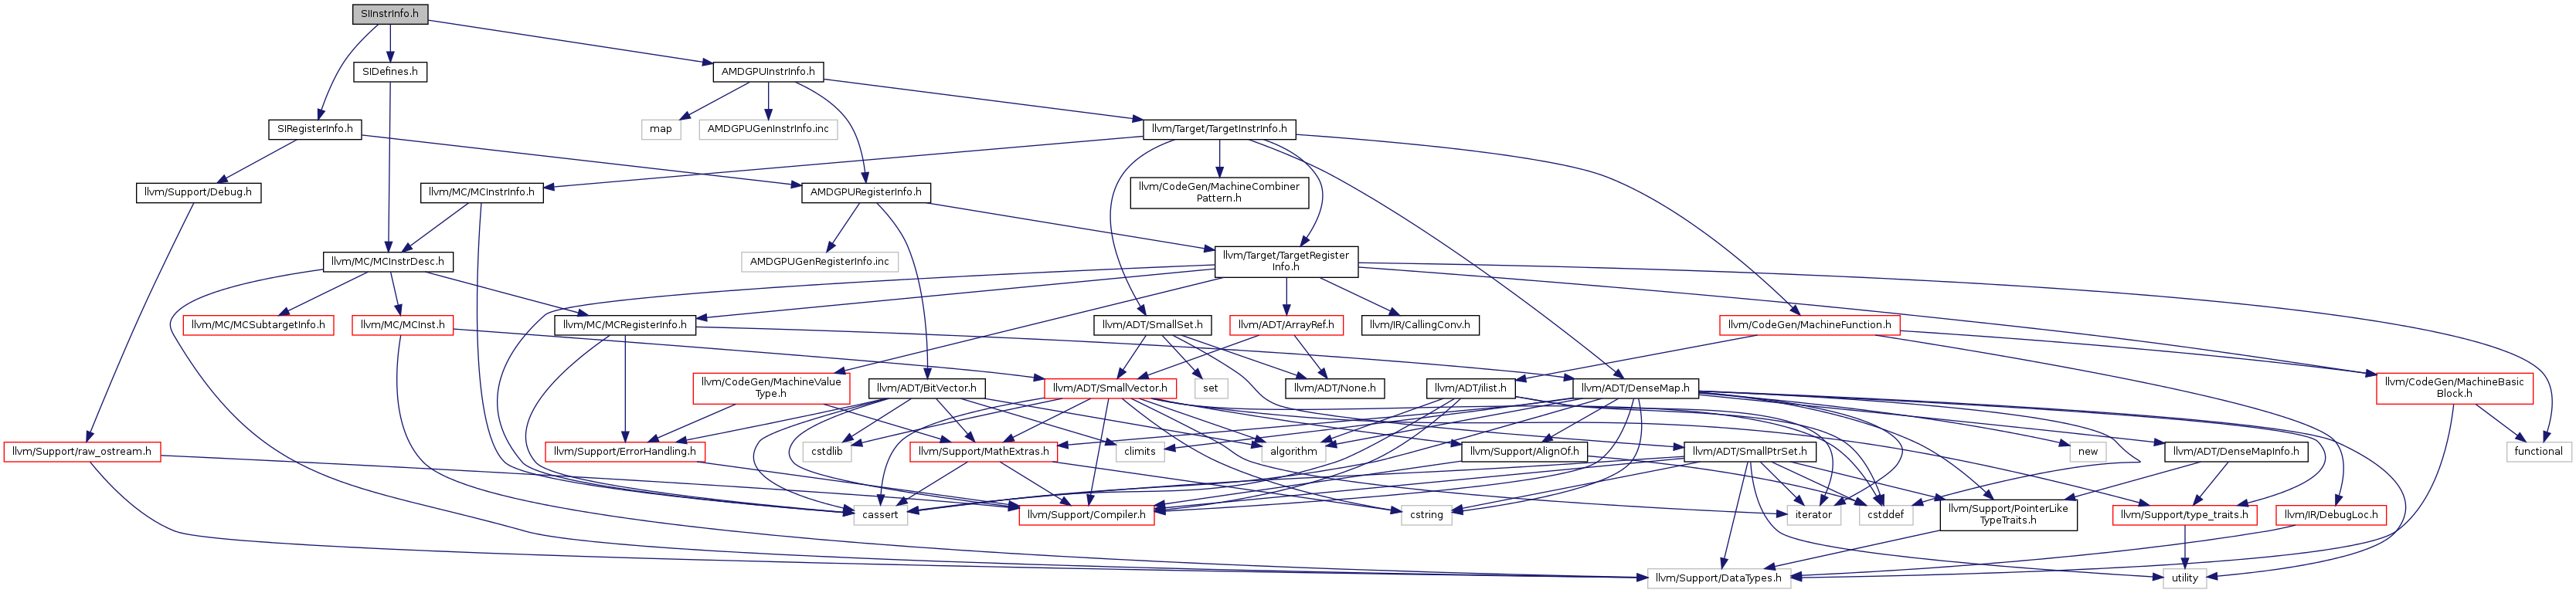 SIInstrInfo.h
SIDefines.h
AMDGPUInstrInfo.h
SIRegisterInfo.h
map
AMDGPUGenInstrInfo.inc
llvm/Target/TargetInstrInfo.h
llvm/Support/Debug.h
llvm/MC/MCInstrInfo.h
AMDGPURegisterInfo.h
llvm/CodeGen/MachineCombiner
Pattern.h
llvm/MC/MCInstrDesc.h
AMDGPUGenRegisterInfo.inc
llvm/Target/TargetRegister
Info.h
llvm/MC/MCSubtargetInfo.h
llvm/MC/MCInst.h
llvm/MC/MCRegisterInfo.h
llvm/ADT/SmallSet.h
llvm/ADT/ArrayRef.h
llvm/IR/CallingConv.h
llvm/CodeGen/MachineFunction.h
llvm/CodeGen/MachineValue
Type.h
llvm/ADT/BitVector.h
llvm/ADT/SmallVector.h
set
llvm/ADT/None.h
llvm/ADT/ilist.h
llvm/ADT/DenseMap.h
llvm/CodeGen/MachineBasic
Block.h
llvm/Support/raw_ostream.h
llvm/Support/ErrorHandling.h
cstdlib
llvm/Support/MathExtras.h
climits
algorithm
llvm/Support/AlignOf.h
llvm/ADT/SmallPtrSet.h
new
llvm/ADT/DenseMapInfo.h
functional
cassert
llvm/Support/Compiler.h
cstring
iterator
cstddef
llvm/Support/PointerLike
TypeTraits.h
llvm/Support/type_traits.h
llvm/IR/DebugLoc.h
llvm/Support/DataTypes.h
utility